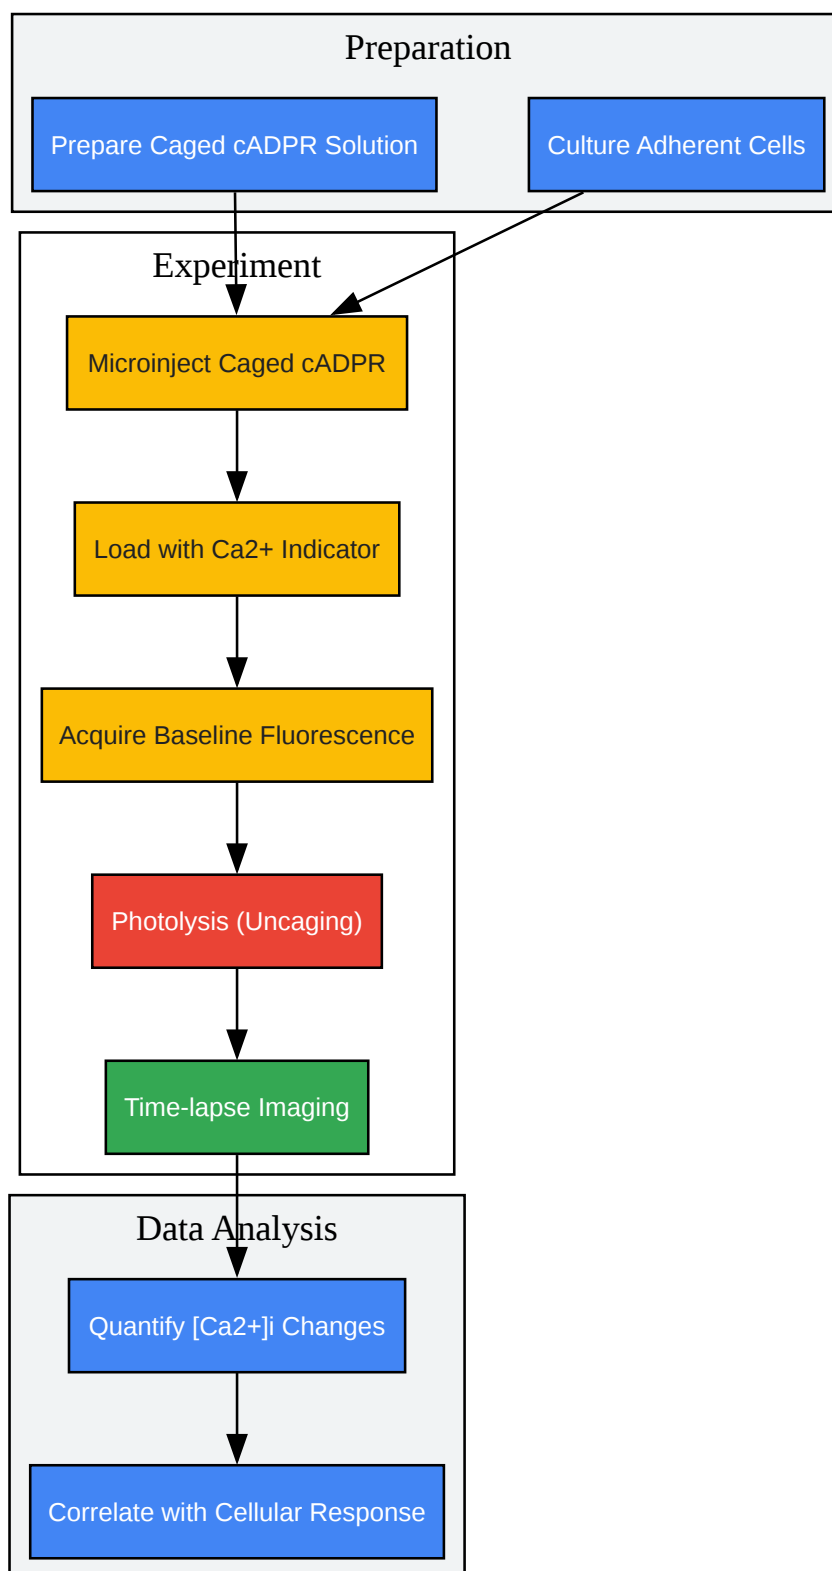 Preparation
Prepare Caged cADPR Solution
Culture Adherent Cells
Experiment
Microinject Caged cADPR
Load with Ca2+ Indicator
Acquire Baseline Fluorescence
Photolysis (Uncaging)
Time-lapse Imaging
Data Analysis
Quantify [Ca2+]i Changes
Correlate with Cellular Response